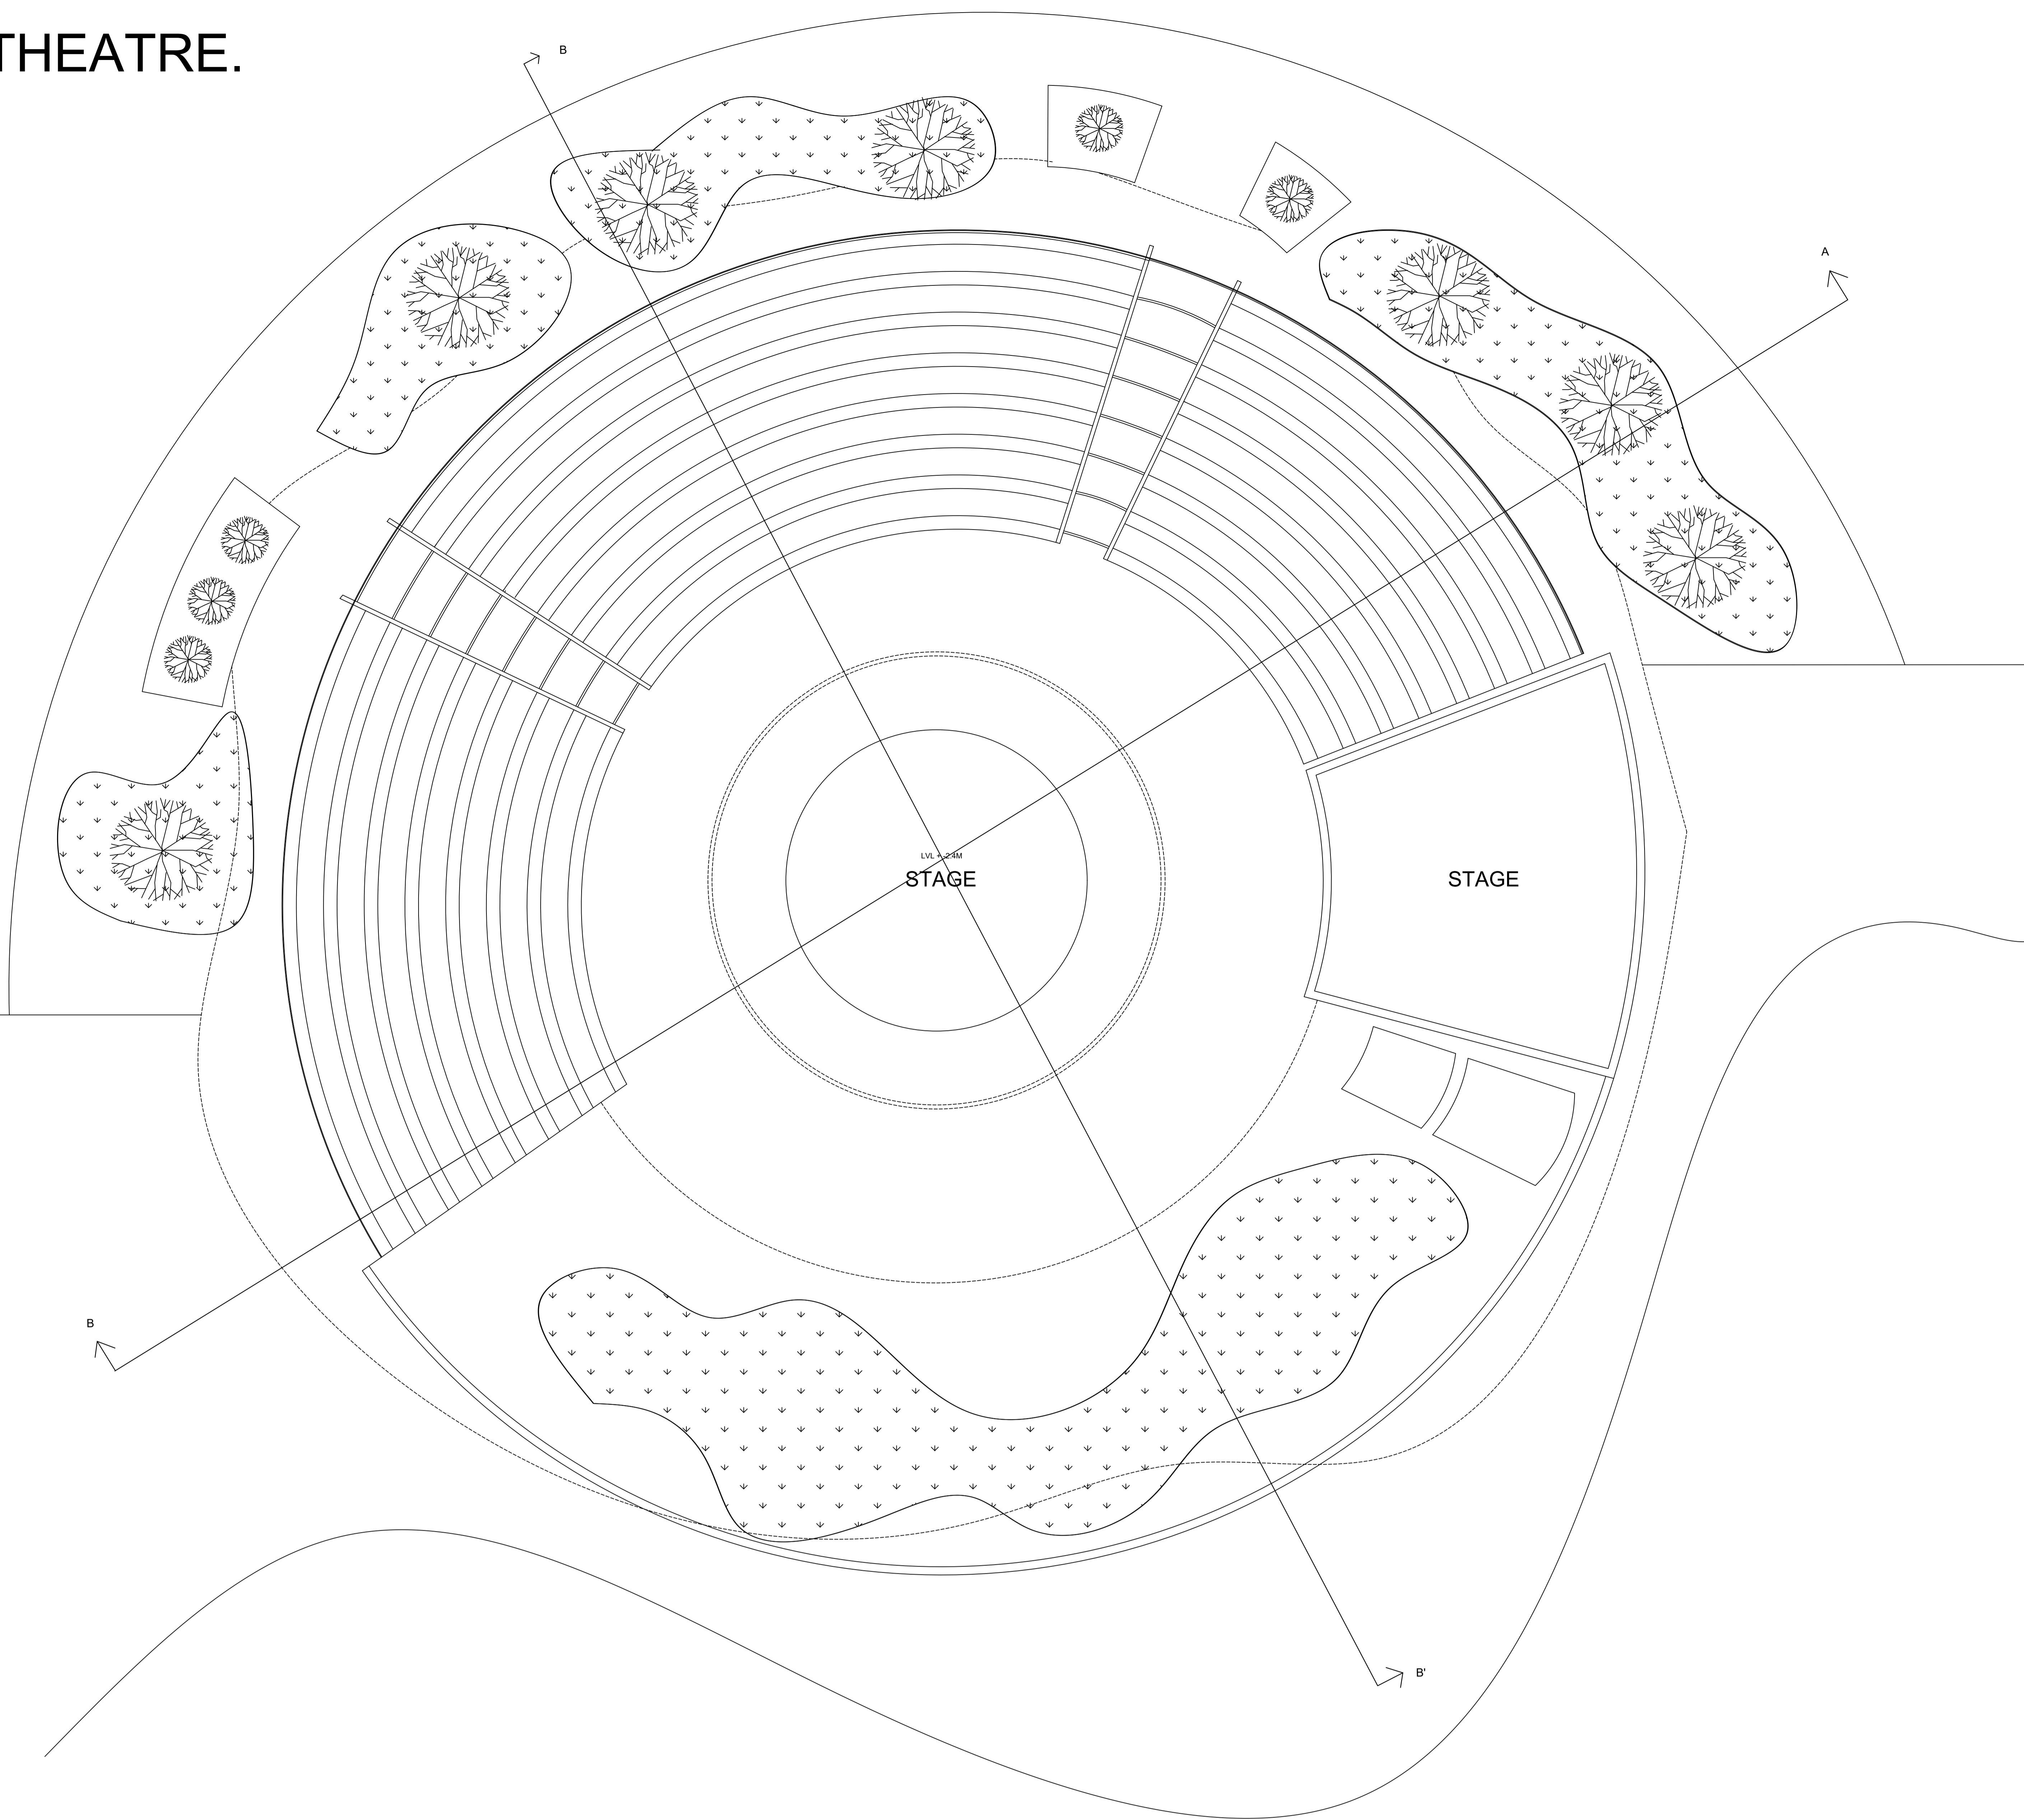 THEATRE.
B
A
LVL + -2.4M
STAGE
STAGE
B
B'